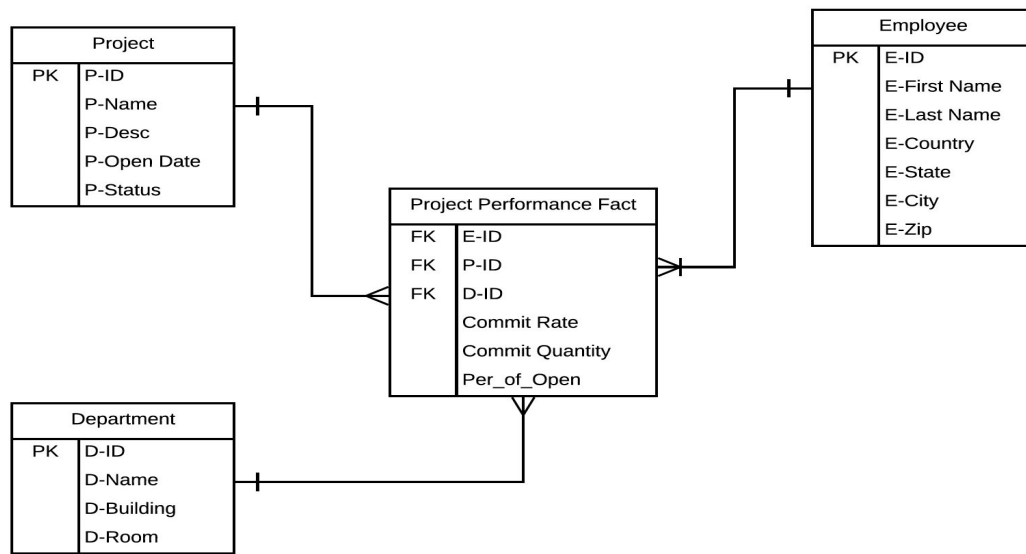 Project
PK P-ID
P-Name
P-Desc
P-Open Date
P-Status
Employee
PK E-ID
E-First Name
E-Last Name
E-Country
E-State
E-City
E-Zip
Project Performance Fact
FK E-ID
FK P-ID
FK D-ID
Commit Rate
Commit Quantity
Per_of_Open
Department
PK D-ID
D-Name
D-Building
D-Room